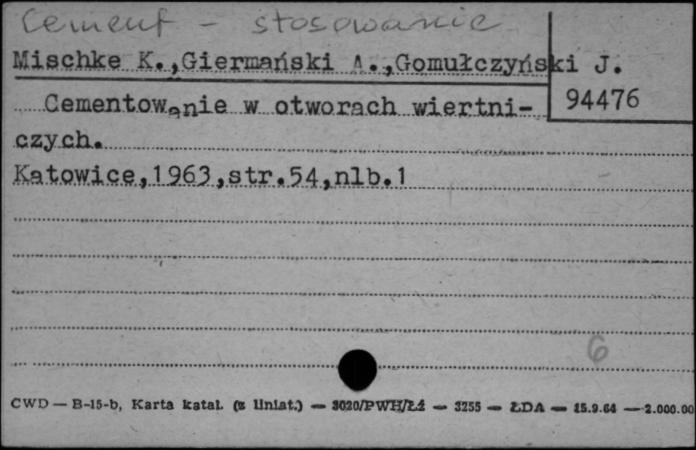 Cement - stosowanie
Mischke K.,Giermański A.,Gomułczyński J.
94476
Cementowanie w otworach wiertni-
czych.
Katowice,1963,str.54,nlb.1
6
CWD — B-15-b, Karta katal. (z liniat.) — 3020/PWH/Łż — 3255 — ŁDA — 15.9.64 — 2.000.00